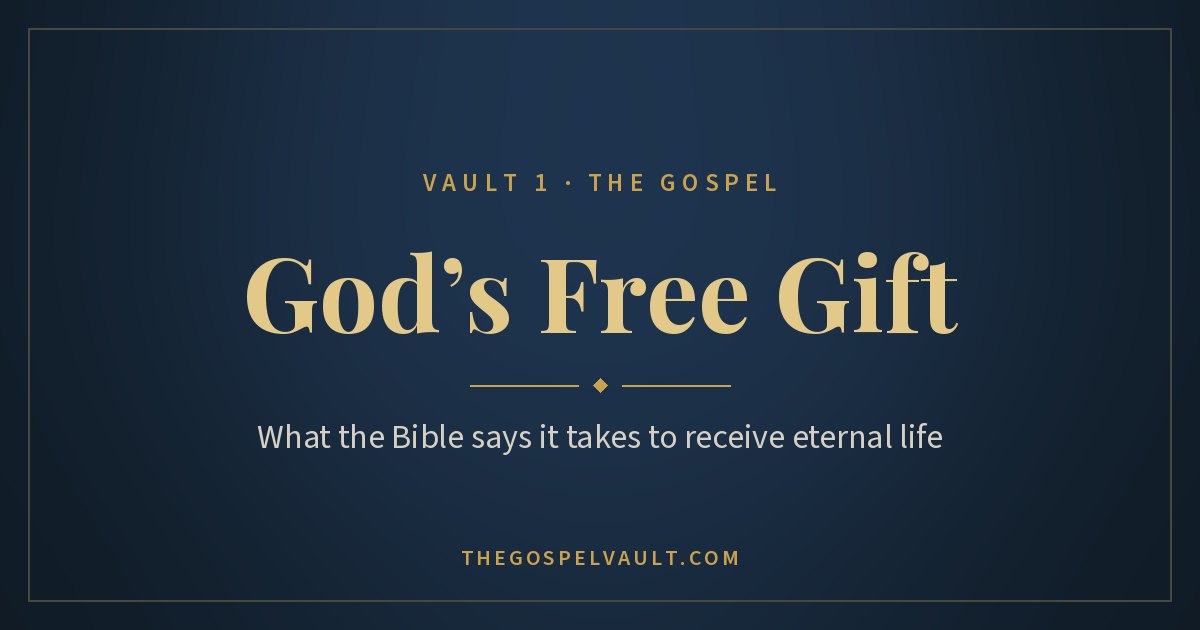 VAULT 1 · THE GOSPEL
God’s Free Gift
What the Bible says it takes to receive eternal life
THEGOSPELVAULT.COM